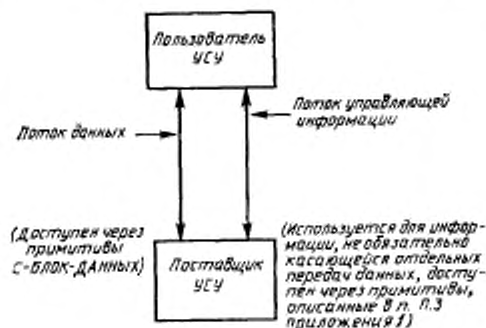 Пользователь
УСУ
Поток данных
Поток управляющей
информации
(Доступен через
примитивы
С-БЛОК-ДАННЫХ)
Поставщик
УСУ
(Используется для инфор-
мации, не обязательно
касающейся отдельных
передач данных, досту-
пен через примитивы,
описанные в п. П.3
приложения 1)